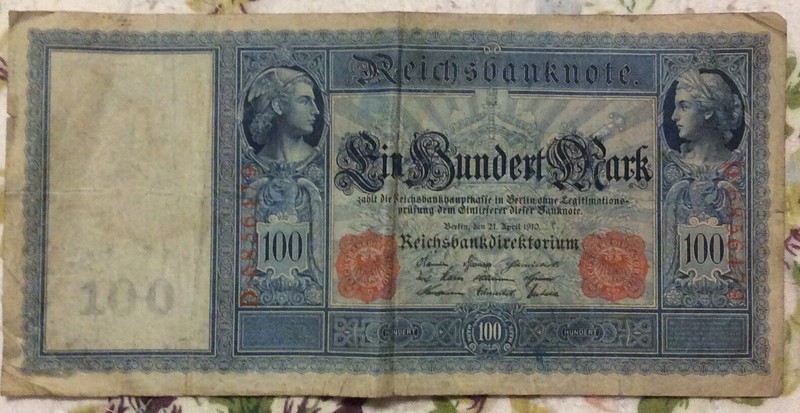 Reichsbanknote.
Ein Hundert Mark
zahlt die Reichsbankhauptkasse in Berlin ohne Legitimations-
prüfung dem Einlieferer dieser Banknote.
Berlin, den 21. April 1910.
Reichsbankdirektorium
100
100
100
HUNDERT
100
HUNDERT